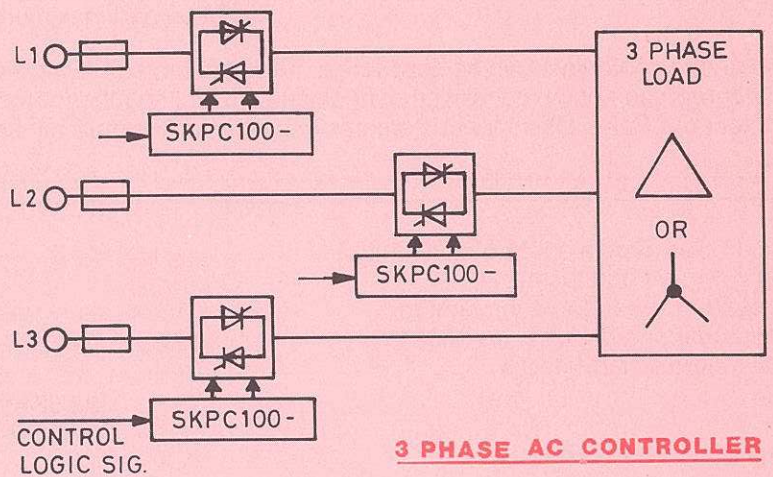 L1
SKPC100-
3 PHASE
LOAD
L2
SKPC100-
OR
L3
SKPC100-
CONTROL
LOGIC SIG.
3 PHASE AC CONTROLLER